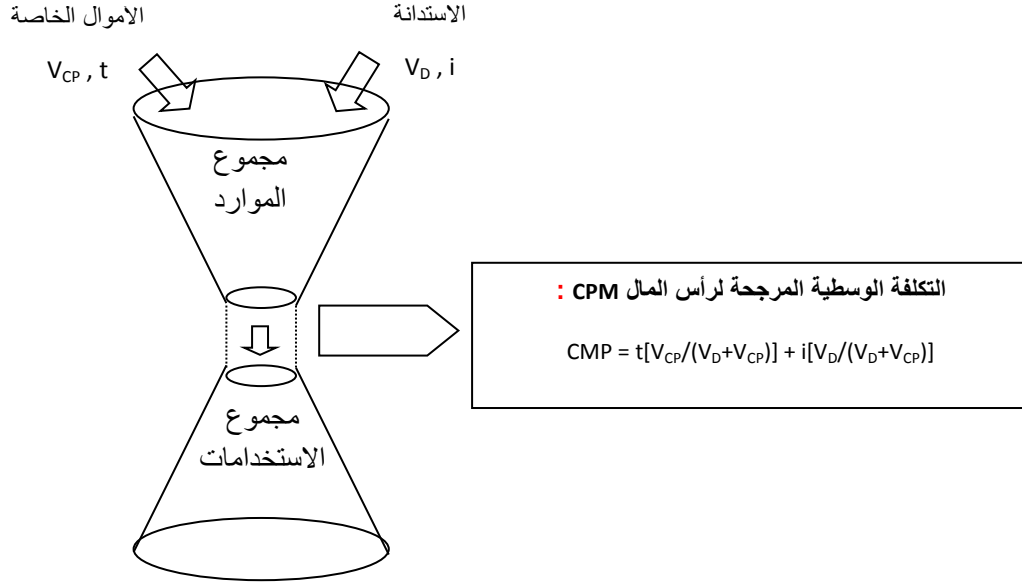 الاموال الخاصة
الاستدانة
V_CP , t
V_D , i
مجموع
الموارد
التكلفة الوسطية المرجحة لرأس المال CPM :
CMP = t[V_CP/(V_D+V_CP)] + i[V_D/(V_D+V_CP)]
مجموع
الاستخدامات